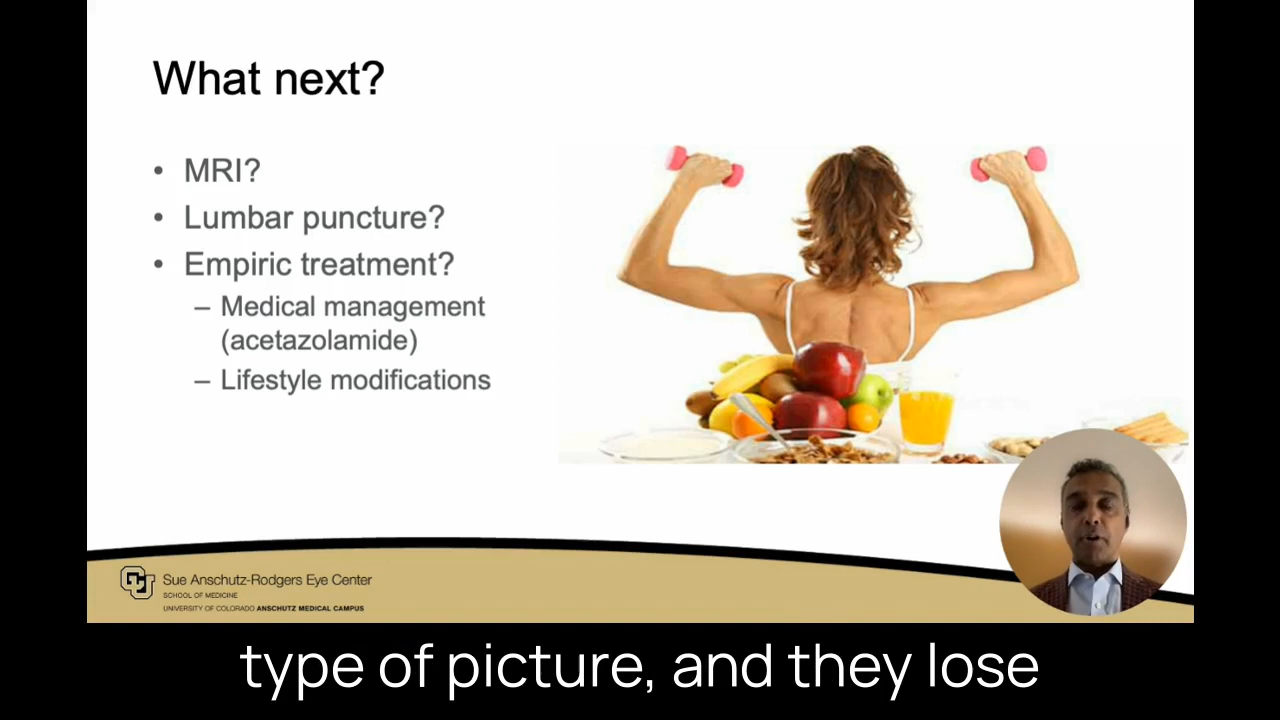 What next?
• MRI?
• Lumbar puncture?
• Empiric treatment?
– Medical management
(acetazolamide)
– Lifestyle modifications
CU
Sue Anschutz-Rodgers Eye Center
SCHOOL OF MEDICINE
UNIVERSITY OF COLORADO ANSCHUTZ MEDICAL CAMPUS
type of picture, and they lose